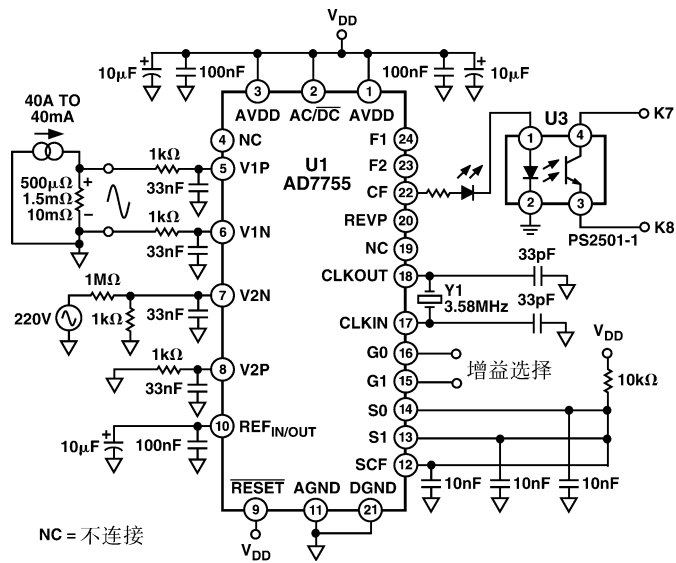 VDD
10μF
100nF
100nF
10μF
3
2
1
AVDD
AC/DC
AVDD
40A TO
40mA
500μΩ
1.5mΩ
10mΩ
+
−
1kΩ
33nF
1kΩ
33nF
1MΩ
220V
1kΩ
33nF
1kΩ
33nF
10μF
100nF
4
NC
5
V1P
6
V1N
7
V2N
8
V2P
10
REFIN/OUT
U1
AD7755
F1
24
F2
23
CF
22
REVP
20
NC
19
CLKOUT
18
CLKIN
17
G0
16
G1
15
S0
14
S1
13
SCF
12
U3
1
4
2
3
K7
K8
PS2501-1
33pF
Y1
3.58MHz
33pF
增益选择
VDD
10kΩ
10nF
10nF
10nF
RESET
AGND
DGND
9
11
21
VDD
NC = 不连接